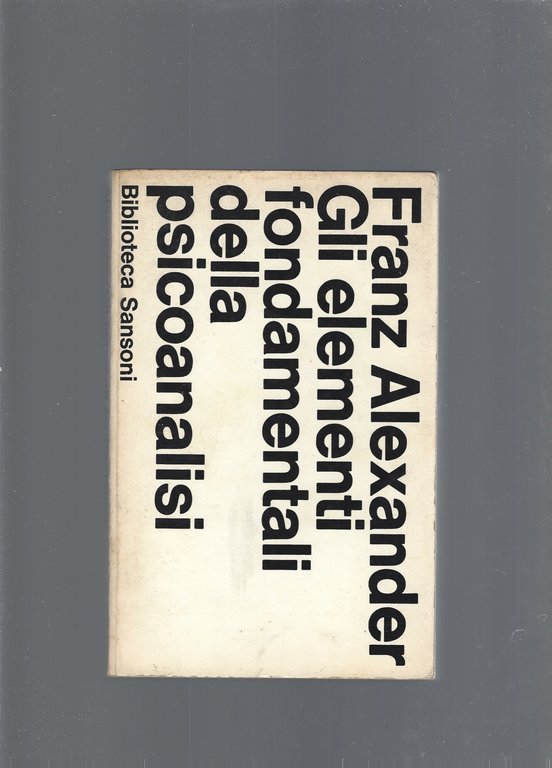 Franz Alexander
Gli elementi
fondamentali
della
psicoanalisi
Biblioteca Sansoni